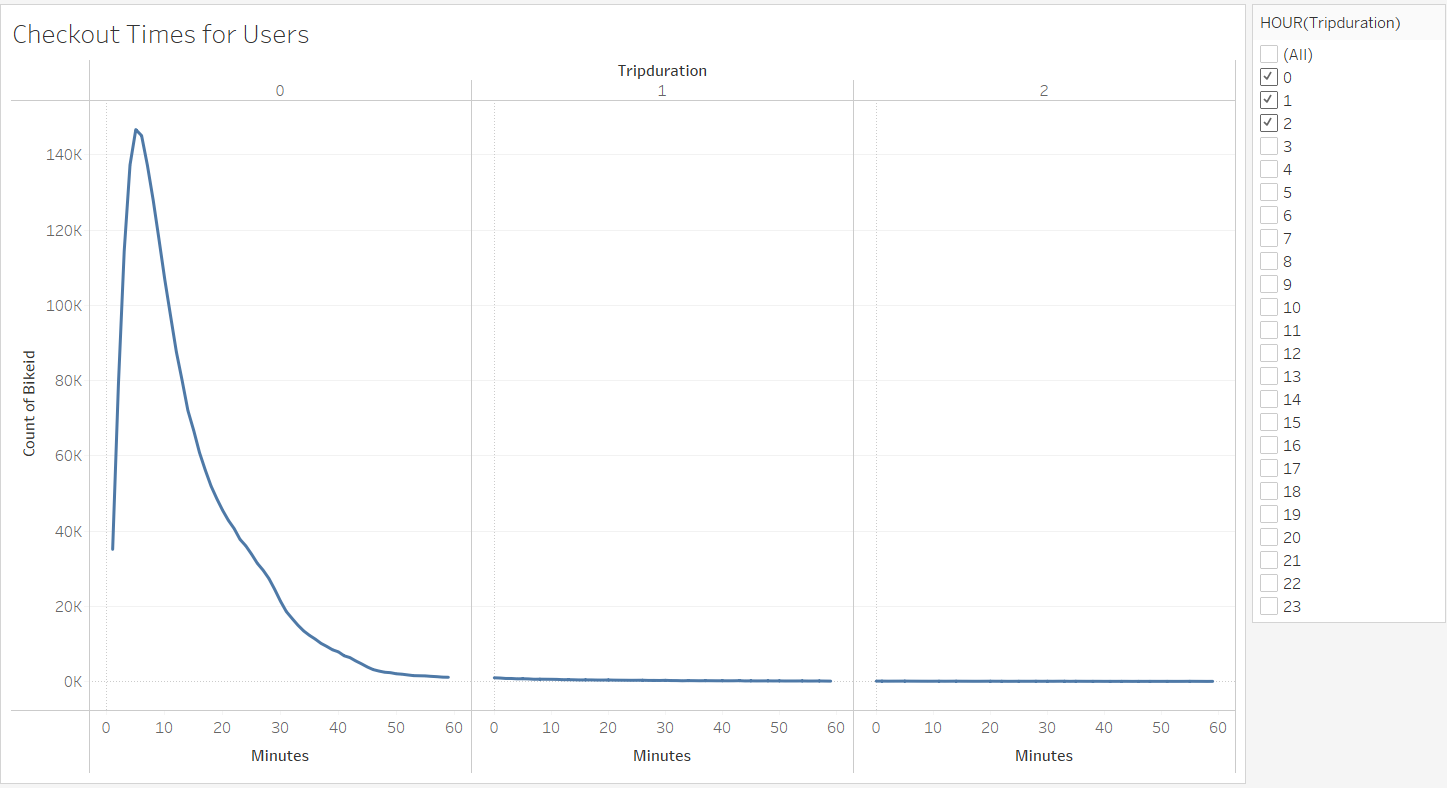 Checkout Times for Users
Tripduration
0 1 2
Count of Bikeid
140K
120K
100K
80K
60K
40K
20K
0K
0 10 20 30 40 50 60 0 10 20 30 40 50 60 0 10 20 30 40 50 60
Minutes Minutes Minutes
HOUR(Tripduration)
(All)
0
1
2
3
4
5
6
7
8
9
10
11
12
13
14
15
16
17
18
19
20
21
22
23